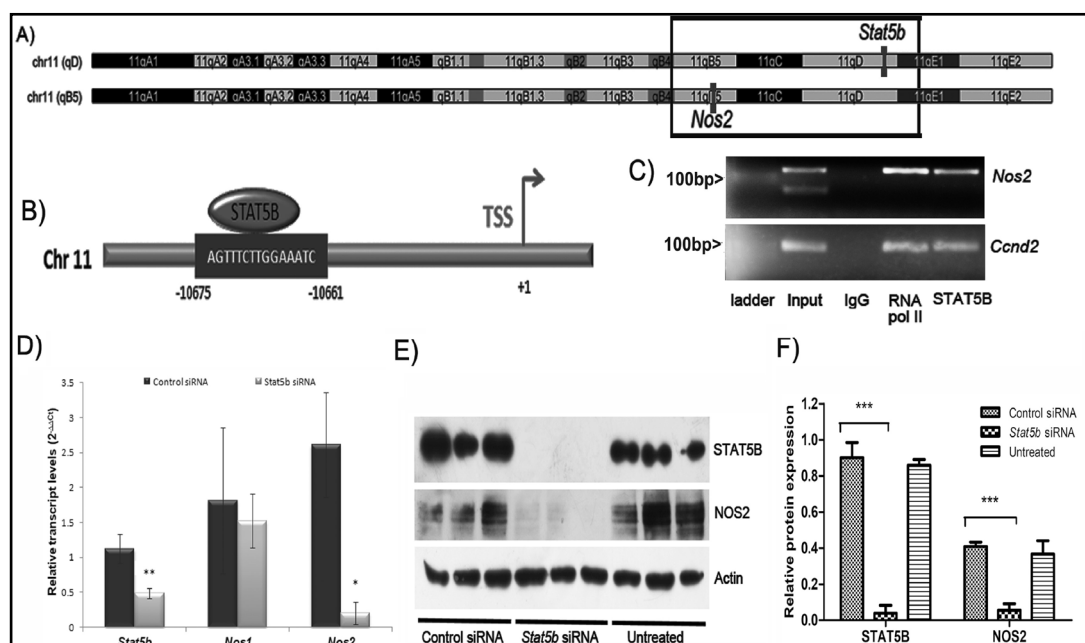 A)
Stat5b
chr11 (qD)
11qA1 11qA2 qA3.1 qA3.2 qA3.3 11qA4 11qA5 qB1.1 11qB1.3 qB2 11qB3 qB4 11qB5 11qC 11qD 11qE1 11qE2
chr11 (qB5)
11qA1 11qA2 qA3.1 qA3.2 qA3.3 11qA4 11qA5 qB1.1 11qB1.3 qB2 11qB3 qB4 11qC 11qD 11qE1 11qE2
Nos2
B)
STAT5B
TSS
Chr 11
AGTTTCTTGGAAATC
-10675
-10661
+1
C)
100bp>
Nos2
100bp>
Ccnd2
ladder Input IgG RNA pol II STAT5B
D)
Control siRNA
Stat5b siRNA
Relative transcript levels (2-ΔΔCt)
3.5
3
2.5
2
1.5
1
0.5
0
**
*
Stat5b Nos1 Nos2
E)
STAT5B
NOS2
Actin
Control siRNA Stat5b siRNA Untreated
F)
Relative protein expression
1.2
1.0
0.8
0.6
0.4
0.2
0.0
***
***
Control siRNA
Stat5b siRNA
Untreated
STAT5B NOS2